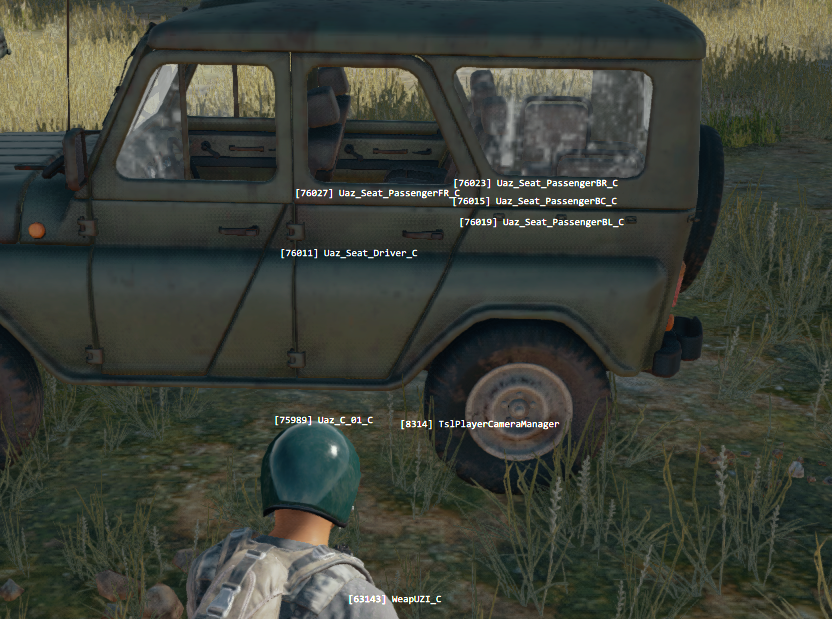 [76023] Uaz_Seat_PassengerBR_C
[76027] Uaz_Seat_PassengerFR_C
[76015] Uaz_Seat_PassengerBC_C
[76019] Uaz_Seat_PassengerBL_C
[76011] Uaz_Seat_Driver_C
[75989] Uaz_C_01_C
[8314] TslPlayerCameraManager
[63143] WeapUZI_C